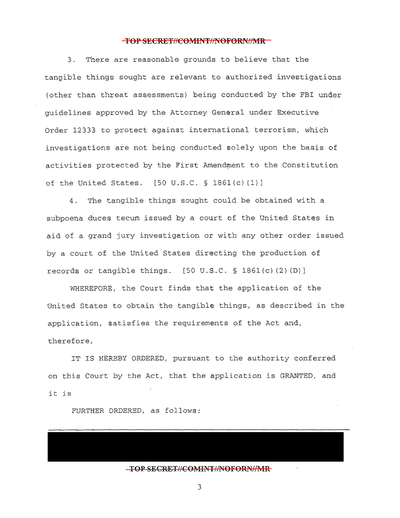 TOP SECRET//COMINT//NOFORN//MR
3. There are reasonable grounds to believe that the
tangible things sought are relevant to authorized investigations
(other than threat assessments) being conducted by the FBI under
guidelines approved by the Attorney General under Executive
Order 12333 to protect against international terrorism, which
investigations are not being conducted solely upon the basis of
activities protected by the First Amendment to the Constitution
of the United States. [50 U.S.C. § 1861(c)(1)]
4. The tangible things sought could be obtained with a
subpoena duces tecum issued by a court of the United States in
aid of a grand jury investigation or with any other order issued
by a court of the United States directing the production of
records or tangible things. [50 U.S.C. § 1861(c)(2)(D)]
WHEREFORE, the Court finds that the application of the
United States to obtain the tangible things, as described in the
application, satisfies the requirements of the Act and,
therefore,
IT IS HEREBY ORDERED, pursuant to the authority conferred
on this Court by the Act, that the application is GRANTED, and
it is
FURTHER ORDERED, as follows:
TOP SECRET//COMINT//NOFORN//MR
3